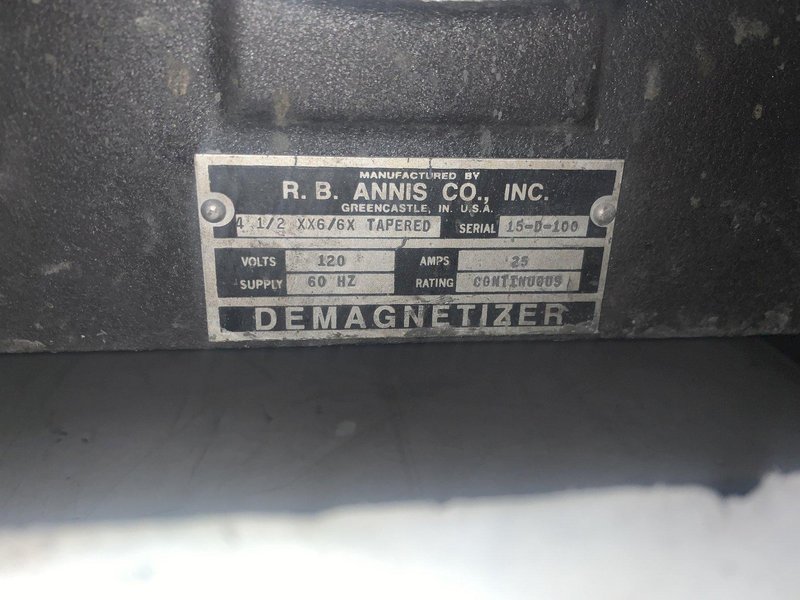 MANUFACTURED BY
R. B. ANNIS CO., INC.
GREENCASTLE, IN. U.S.A.
4 1/2 XX6/6X TAPERED SERIAL 15-D-100
VOLTS 120 AMPS 25
SUPPLY 60 HZ RATING CONTINUOUS
DEMAGNETIZER